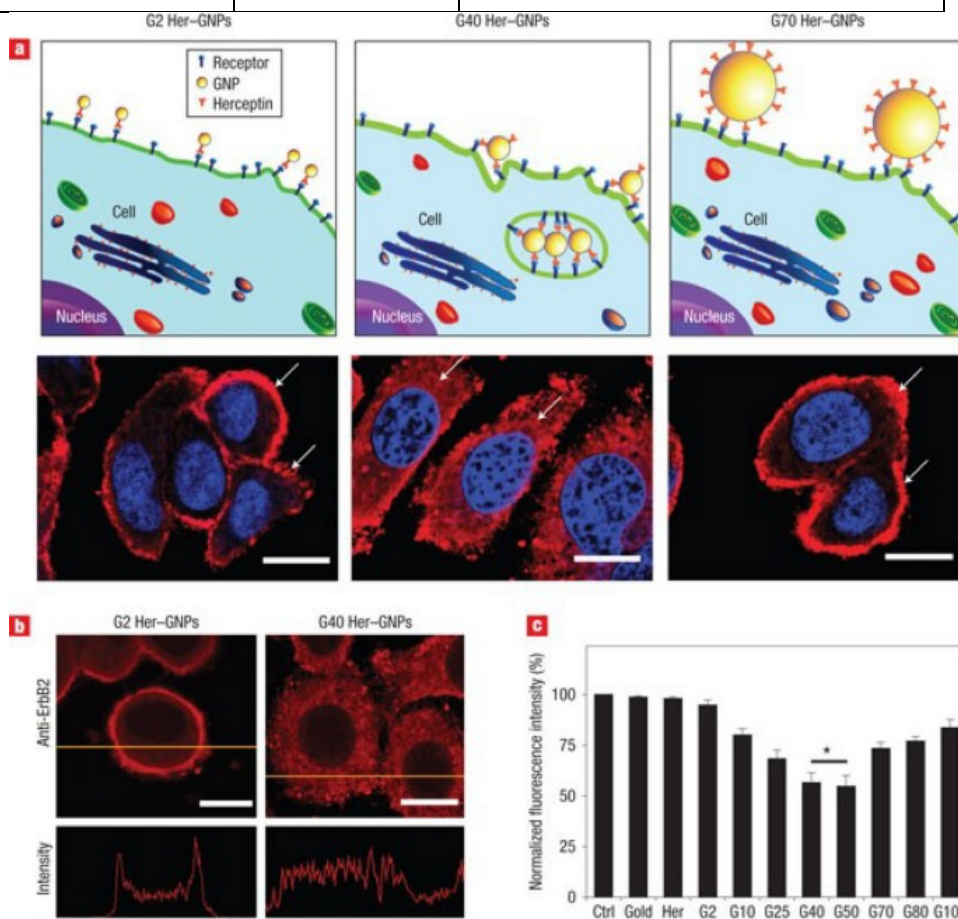 G2 Her–GNPs
G40 Her–GNPs
G70 Her–GNPs
a
Receptor
GNP
Herceptin
Cell
Nucleus
Cell
Cell
Nucleus
b
G2 Her–GNPs
G40 Her–GNPs
Anti-ErbB2
Intensity
c
Normalized fluorescence intensity (%)
100
75
50
25
0
*
Ctrl Gold Her G2 G10 G25 G40 G50 G70 G80 G10